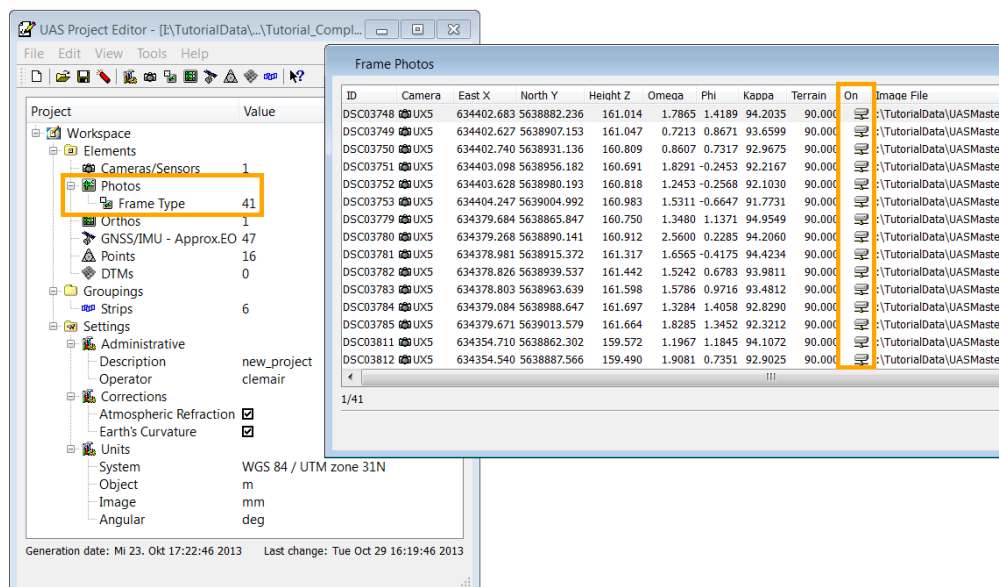 UAS Project Editor - [I:\TutorialData\...\Tutorial_Compl...
File Edit View Tools Help
Project Value
Workspace
Elements
Cameras/Sensors 1
Photos
Frame Type 41
Orthos 1
GNSS/IMU - Approx.EO 47
Points 16
DTMs 0
Groupings
Strips 6
Settings
Administrative
Description new_project
Operator clemair
Corrections
Atmospheric Refraction
Earth's Curvature
Units
System WGS 84 / UTM zone 31N
Object m
Image mm
Angular deg
Generation date: Mi 23. Okt 17:22:46 2013 Last change: Tue Oct 29 16:19:46 2013
Frame Photos
ID Camera East X North Y Height Z Omega Phi Kappa Terrain On Image File
DSC03748 UX5 634402.683 5638882.236 161.014 1.7865 1.4189 94.2035 90.000 :\TutorialData\UASMaste
DSC03749 UX5 634402.627 5638907.153 161.047 0.7213 0.8671 93.6599 90.000 :\TutorialData\UASMaste
DSC03750 UX5 634402.740 5638931.136 160.809 0.8607 0.7317 92.9675 90.000 :\TutorialData\UASMaste
DSC03751 UX5 634403.098 5638956.182 160.691 1.8291 -0.2453 92.2167 90.000 :\TutorialData\UASMaste
DSC03752 UX5 634403.628 5638980.193 160.818 1.2453 -0.2568 92.1030 90.000 :\TutorialData\UASMaste
DSC03753 UX5 634404.247 5639004.992 160.983 1.5311 -0.6647 91.7731 90.000 :\TutorialData\UASMaste
DSC03779 UX5 634379.684 5638865.847 160.750 1.3480 1.1371 94.9549 90.000 :\TutorialData\UASMaste
DSC03780 UX5 634379.268 5638890.141 160.912 2.5600 0.2285 94.2060 90.000 :\TutorialData\UASMaste
DSC03781 UX5 634378.981 5638915.372 161.317 1.6565 -0.4175 94.4234 90.000 :\TutorialData\UASMaste
DSC03782 UX5 634378.826 5638939.537 161.442 1.5242 0.6783 93.9811 90.000 :\TutorialData\UASMaste
DSC03783 UX5 634378.803 5638963.639 161.598 1.5786 0.9716 93.4812 90.000 :\TutorialData\UASMaste
DSC03784 UX5 634379.084 5638988.647 161.697 1.3284 1.4058 92.8290 90.000 :\TutorialData\UASMaste
DSC03785 UX5 634379.671 5639013.579 161.664 1.8285 1.3452 92.3212 90.000 :\TutorialData\UASMaste
DSC03811 UX5 634354.710 5638862.302 159.572 1.1967 1.1845 94.1072 90.000 :\TutorialData\UASMaste
DSC03812 UX5 634354.540 5638887.566 159.490 1.9081 0.7351 92.9025 90.000 :\TutorialData\UASMaste
1/41